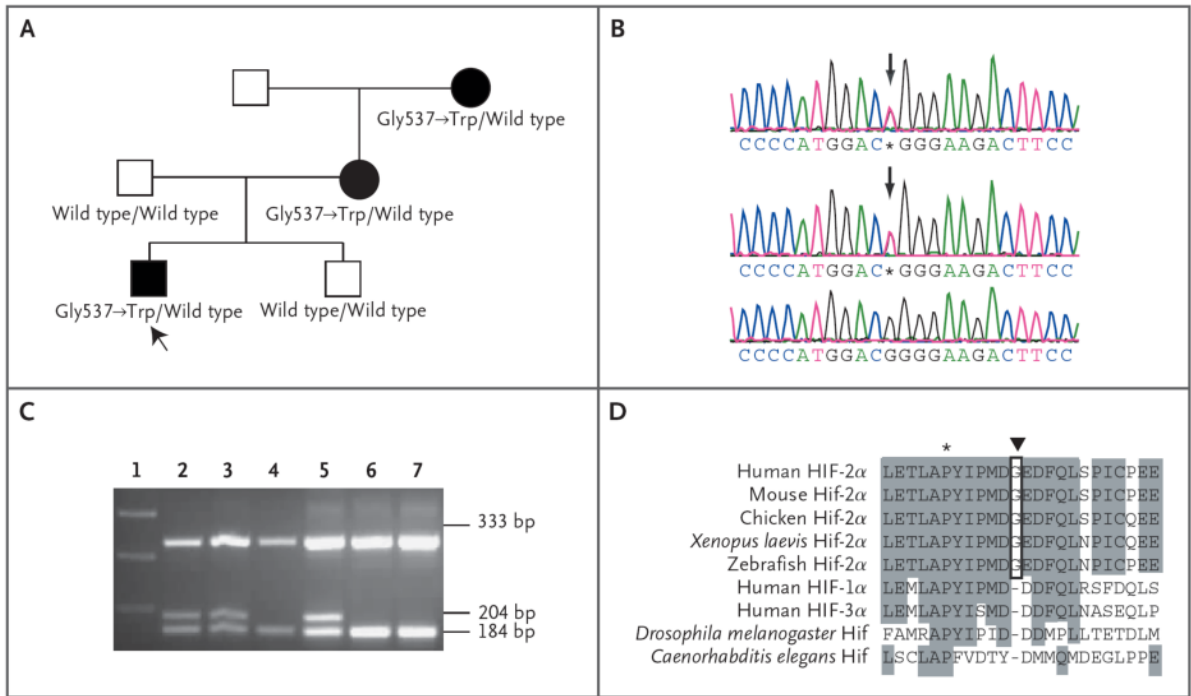 A
Gly537→Trp/Wild type
Wild type/Wild type
Gly537→Trp/Wild type
Gly537→Trp/Wild type
Wild type/Wild type
B
CCCCATGGAC*GGGAAGACTTCC
CCCCATGGAC*GGGAAGACTTCC
CCCCATGGACGGGGAAGACTTCC
C
1 2 3 4 5 6 7
333 bp
204 bp
184 bp
D
*
Human HIF-2α LETLAPYIPMDGEDFQLSPICPEE
Mouse Hif-2α LETLAPYIPMDGEDFQLSPICPEE
Chicken Hif-2α LETLAPYIPMDGEDFQLSPICQEE
Xenopus laevis Hif-2α LETLAPYIPMDGEDFQLNPICQEE
Zebrafish Hif-2α LETLAPYIPMDGEDFQLNPICPEE
Human HIF-1α LEMLAPYIPMD-DDFQLRSFDQLS
Human HIF-3α LEMLAPYISMD-DDFQLNASEQLP
Drosophila melanogaster Hif FAMRAPYIPID-DDMPLLTETDLM
Caenorhabditis elegans Hif LSCLAPFVDTY-DMMQMDEGLPPE